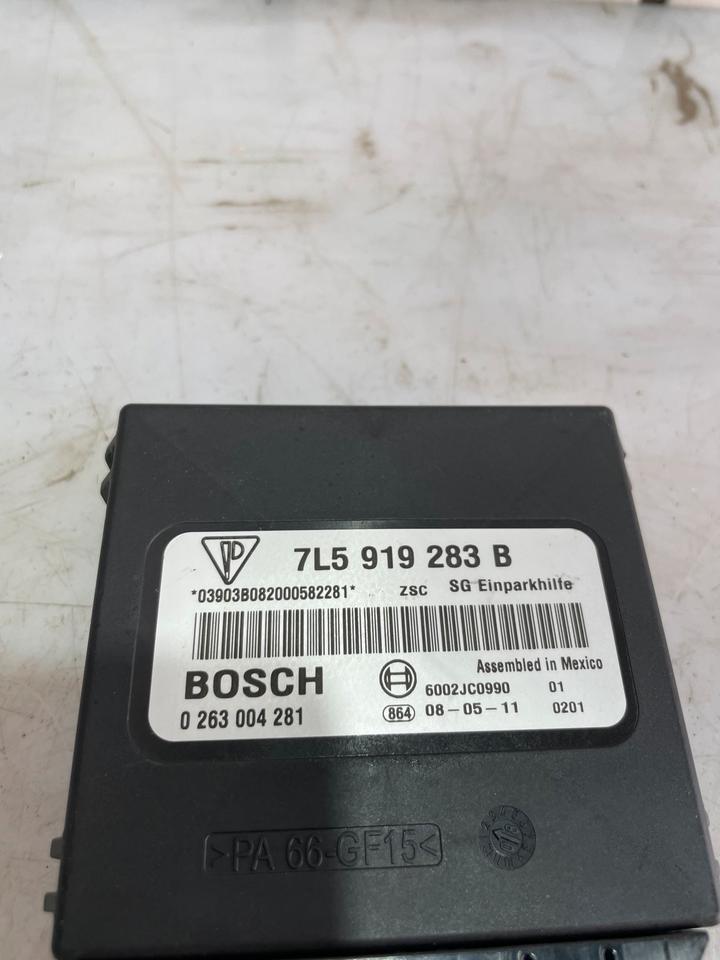 7L5 919 283 B
*03903B082000582281* ZSC SG Einparkhilfe
Assembled in Mexico
BOSCH
6002JC0990 01
0 263 004 281
864 08-05-11 0201
>PA 66-GF15<